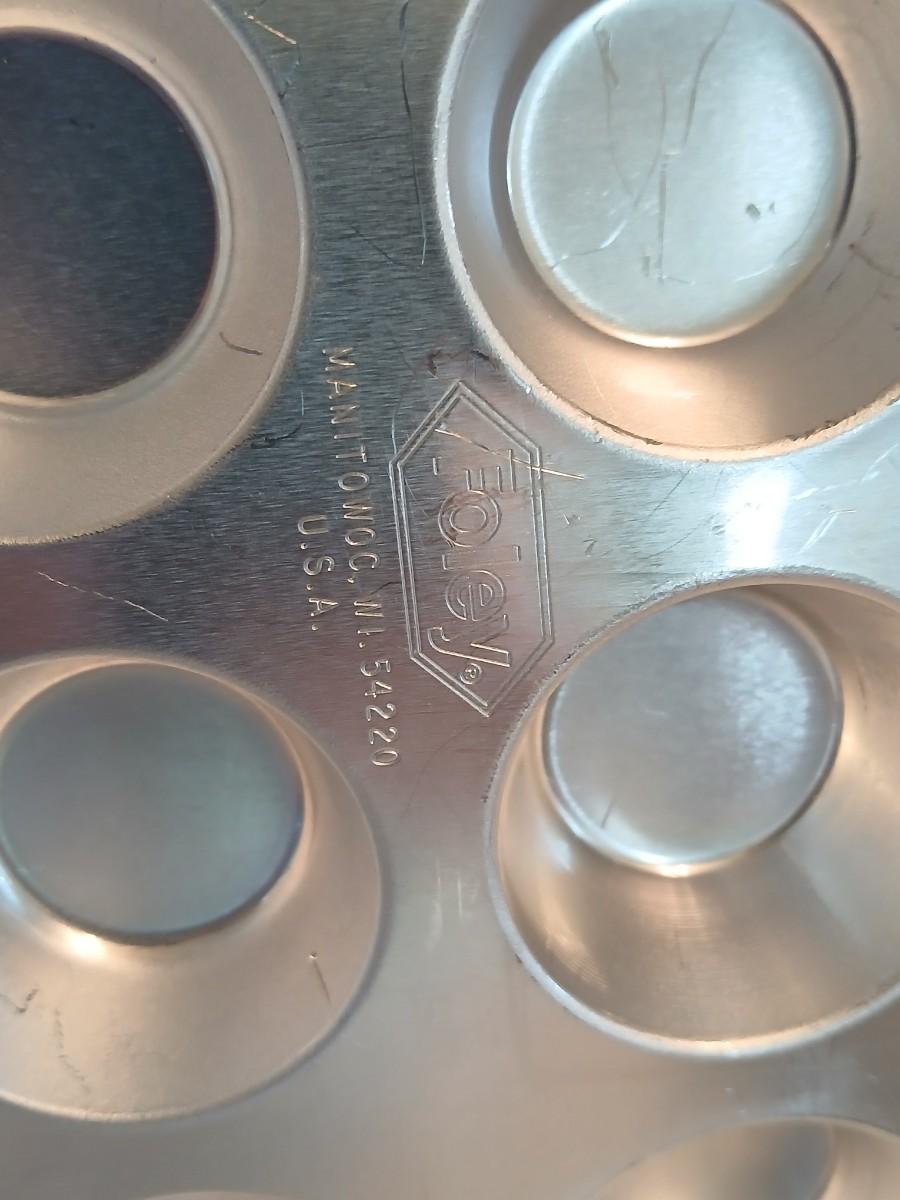 Foley®
MANITOWOC, WI. 54220
U.S.A.